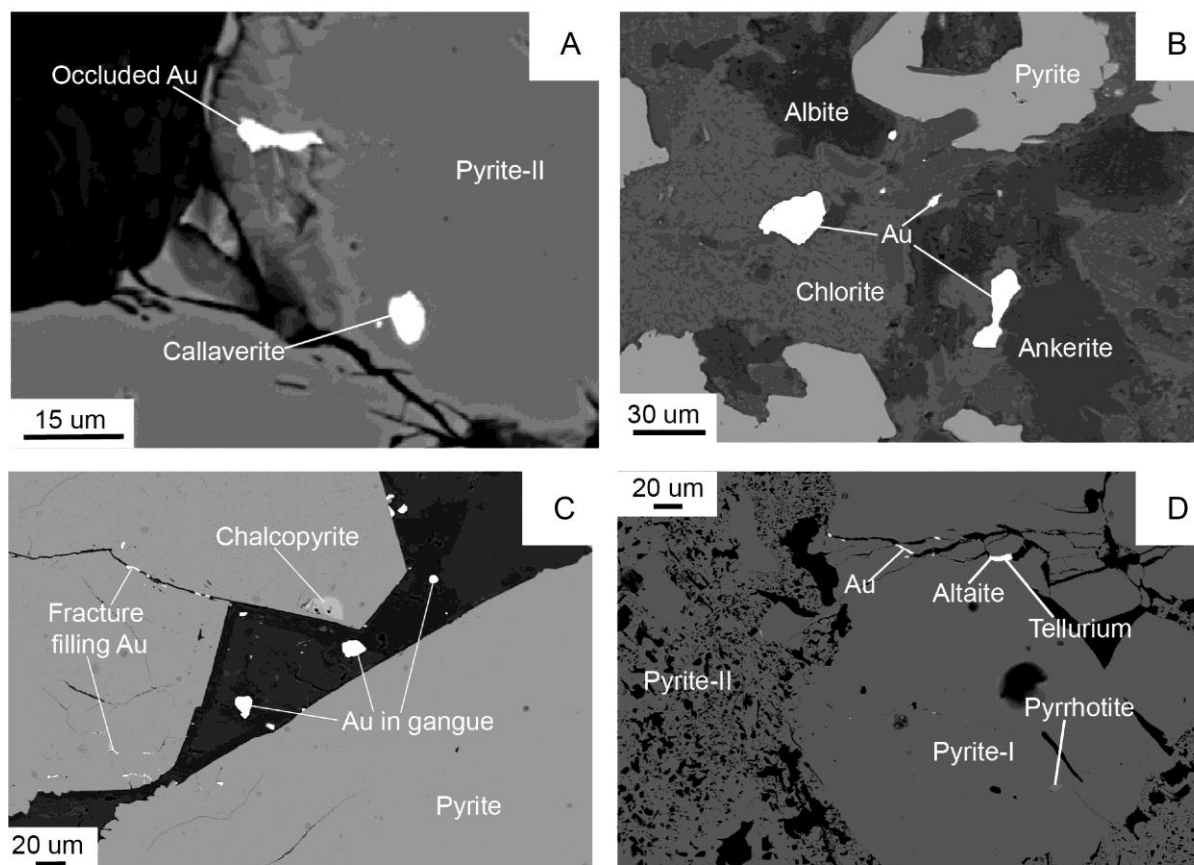 A
Occluded Au
Pyrite-II
Callaverite
15 um
B
Pyrite
Albite
Au
Chlorite
Ankerite
30 um
C
Chalcopyrite
Fracture
filling Au
Au in gangue
Pyrite
20 um
20 um
D
Au
Altaite
Tellurium
Pyrite-II
Pyrrhotite
Pyrite-I